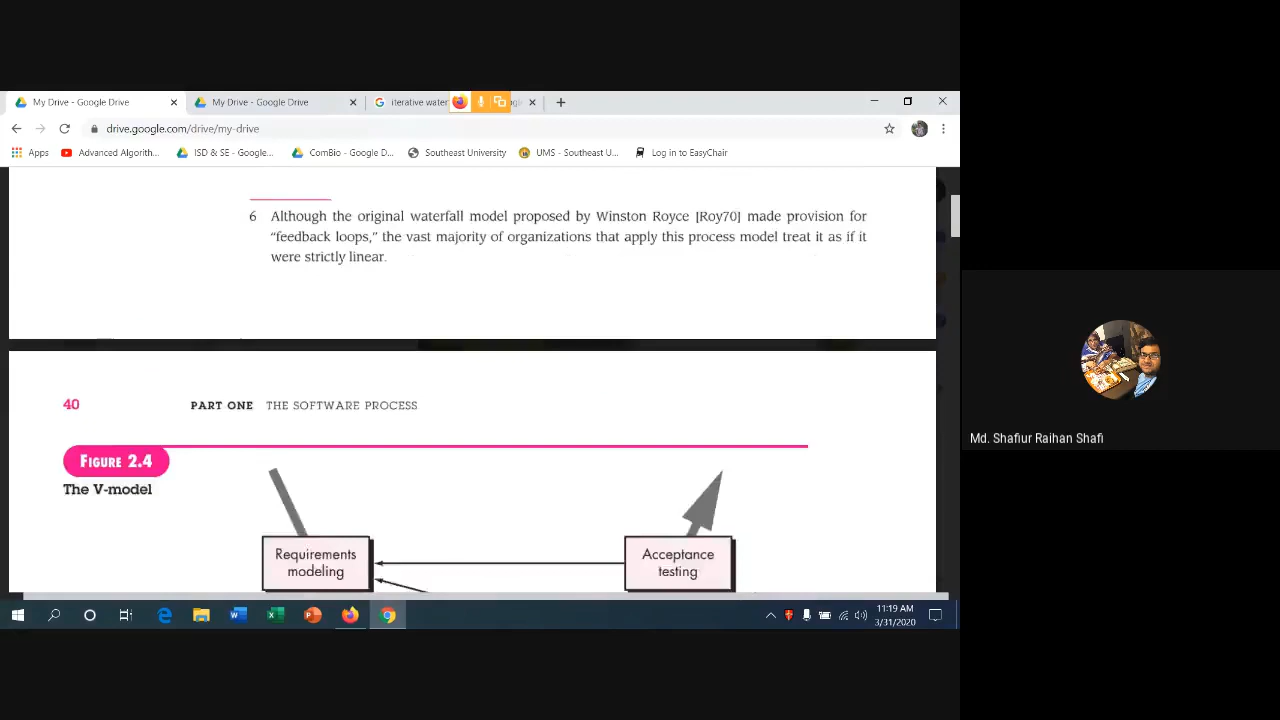 My Drive - Google Drive
My Drive - Google Drive
iterative water
drive.google.com/drive/my-drive
Apps
Advanced Algorith...
ISD & SE - Google...
ComBio - Google D...
Southeast University
UMS - Southeast U...
Log in to EasyChair
6 Although the original waterfall model proposed by Winston Royce [Roy70] made provision for
“feedback loops,” the vast majority of organizations that apply this process model treat it as if it
were strictly linear.
40 PART ONE THE SOFTWARE PROCESS
FIGURE 2.4
The V-model
Requirements
modeling
Acceptance
testing
Md. Shafiur Raihan Shafi
11:19 AM
3/31/2020